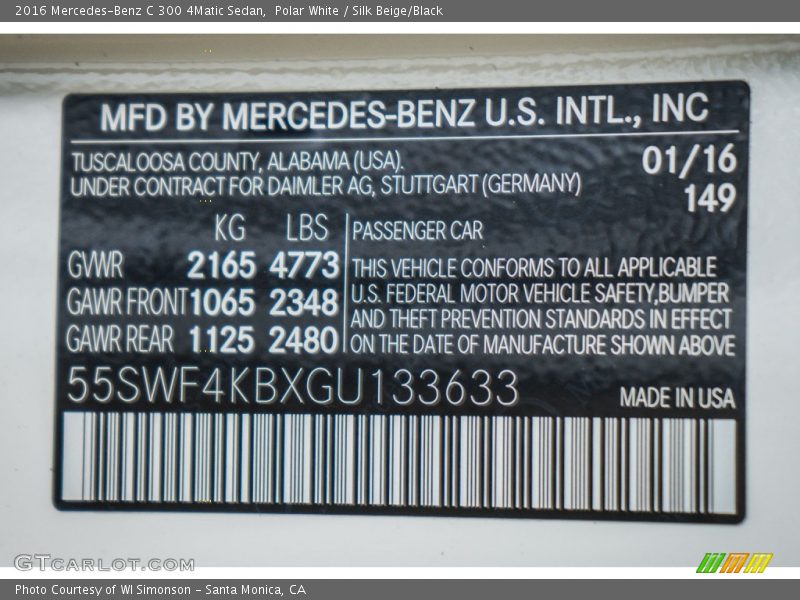 2016 Mercedes-Benz C 300 4Matic Sedan, Polar White / Silk Beige/Black
MFD BY MERCEDES-BENZ U.S. INTL., INC
TUSCALOOSA COUNTY, ALABAMA (USA). 01/16
UNDER CONTRACT FOR DAIMLER AG, STUTTGART (GERMANY) 149
KG LBS
GVWR 2165 4773
GAWR FRONT 1065 2348
GAWR REAR 1125 2480
PASSENGER CAR
THIS VEHICLE CONFORMS TO ALL APPLICABLE
U.S. FEDERAL MOTOR VEHICLE SAFETY,BUMPER
AND THEFT PREVENTION STANDARDS IN EFFECT
ON THE DATE OF MANUFACTURE SHOWN ABOVE
55SWF4KBXGU133633 MADE IN USA
GTCARLOT.COM
Photo Courtesy of WI Simonson - Santa Monica, CA